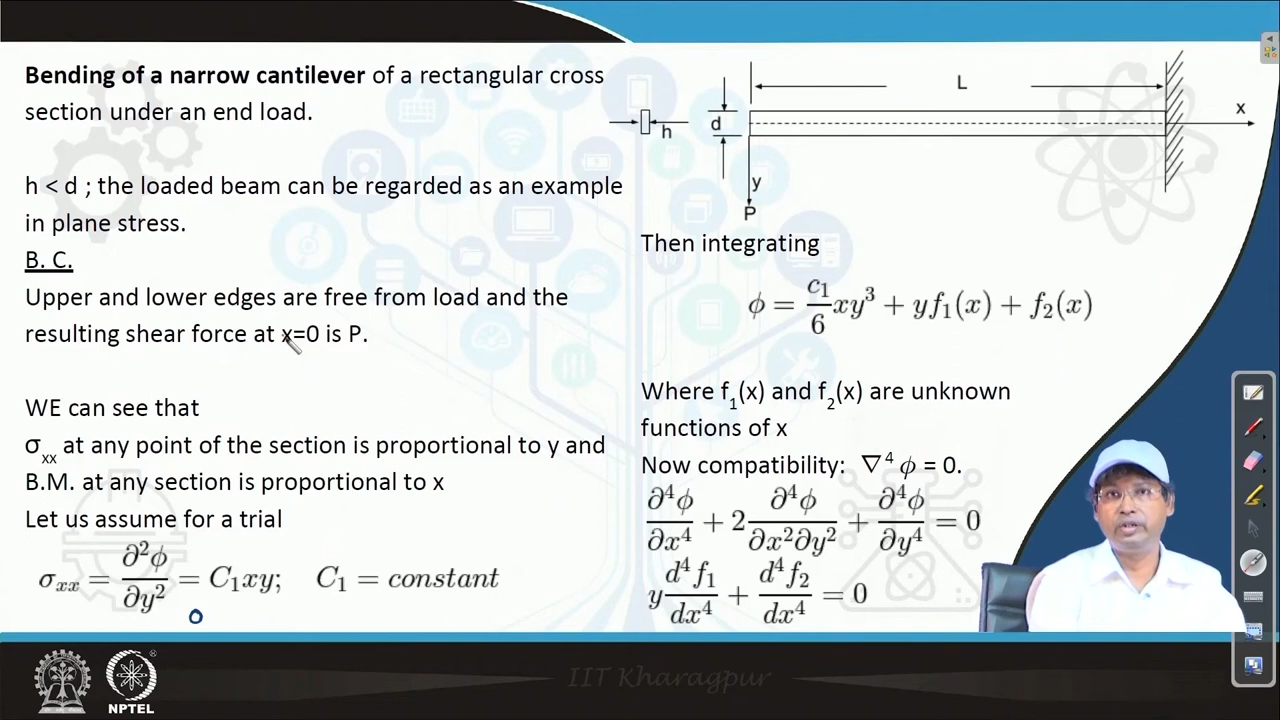 Bending of a narrow cantilever of a rectangular cross
section under an end load.
h < d ; the loaded beam can be regarded as an example
in plane stress.
B. C.
Upper and lower edges are free from load and the
resulting shear force at x=0 is P.
WE can see that
σxx at any point of the section is proportional to y and
B.M. at any section is proportional to x
Let us assume for a trial
σxx = ∂²ϕ/∂y² = C₁xy; C₁ = constant
L
x
d
h
y
P
Then integrating
ϕ = c₁/6 xy³ + yf₁(x) + f₂(x)
Where f₁(x) and f₂(x) are unknown
functions of x
Now compatibility: ∇⁴ ϕ = 0.
∂⁴ϕ/∂x⁴ + 2 ∂⁴ϕ/∂x²∂y² + ∂⁴ϕ/∂y⁴ = 0
y d⁴f₁/dx⁴ + d⁴f₂/dx⁴ = 0
IIT Kharagpur
NPTEL